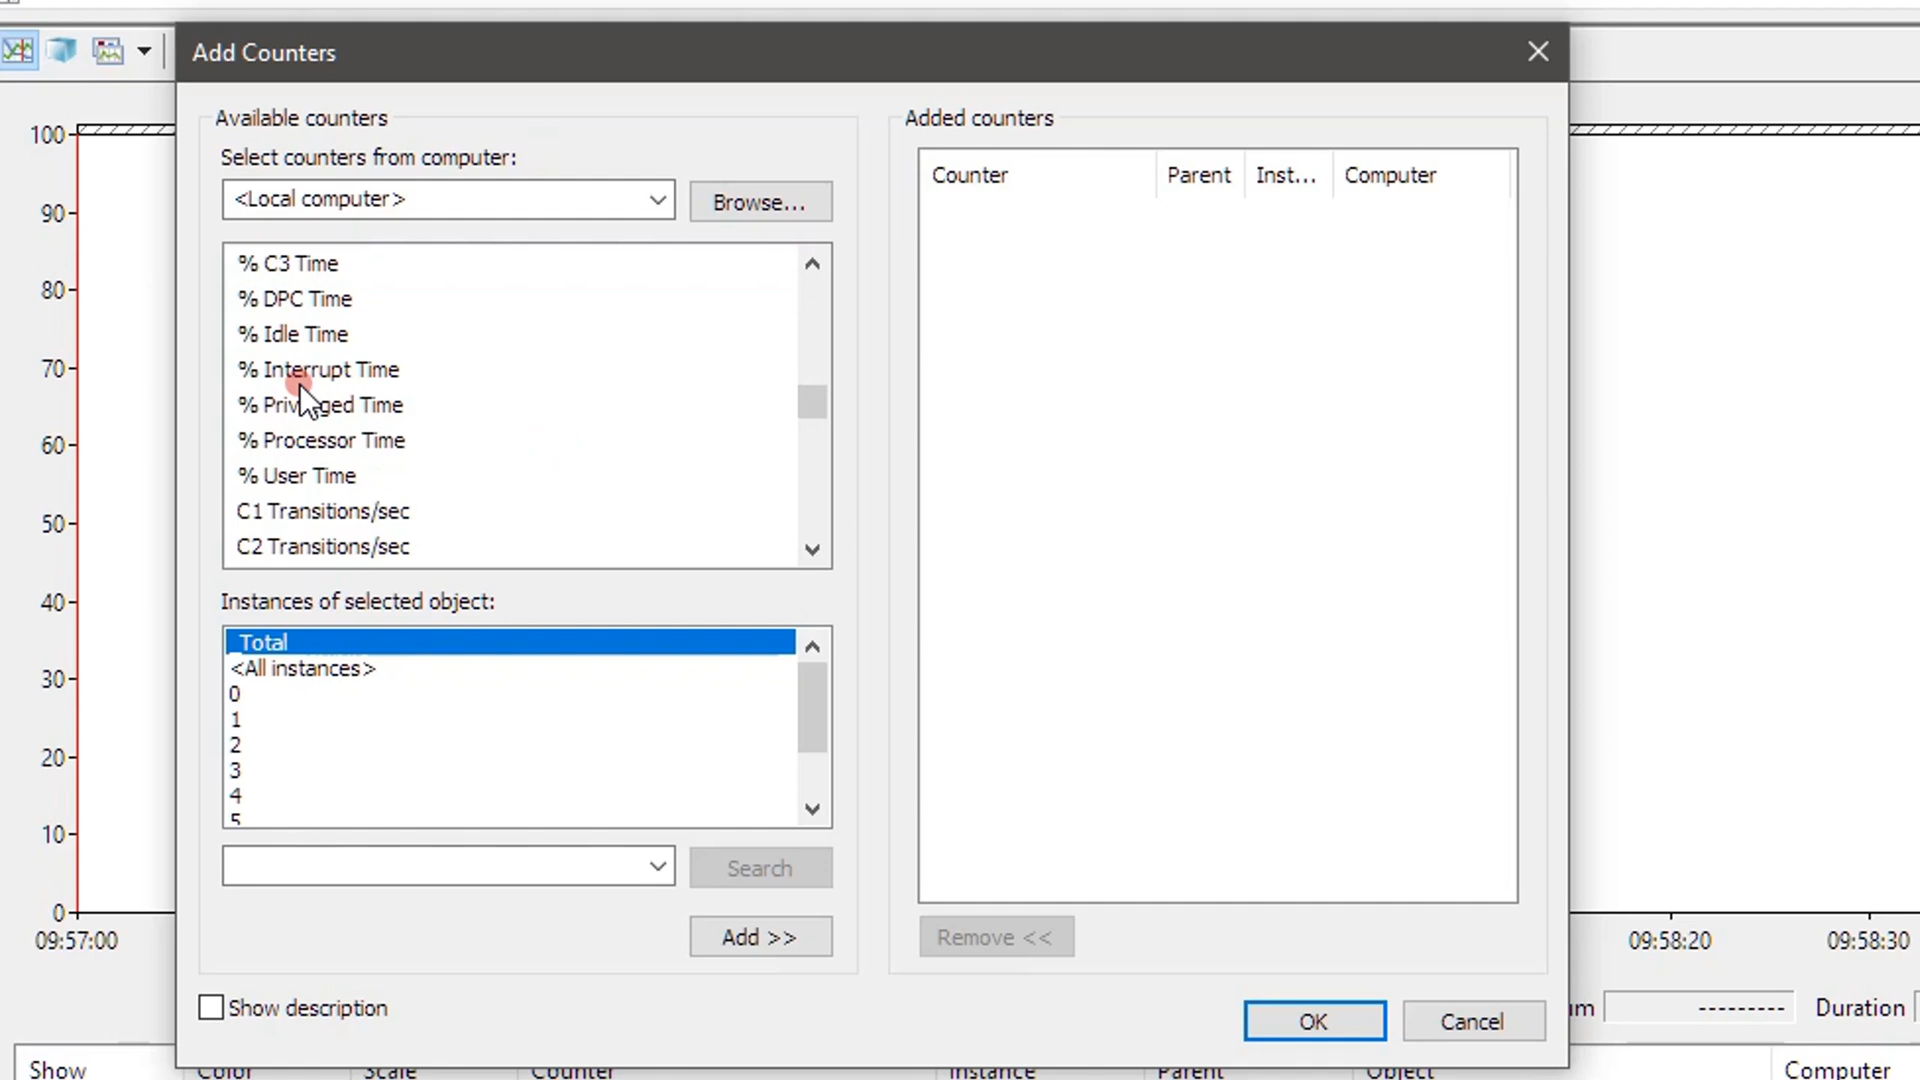 Add Counters
Available counters
Select counters from computer:
<Local computer>
Browse...
% C3 Time
% DPC Time
% Idle Time
% Interrupt Time
% Privileged Time
% Processor Time
% User Time
C1 Transitions/sec
C2 Transitions/sec
Instances of selected object:
_Total
<All instances>
0
1
2
3
4
5
Search
Add >>
Show description
Added counters
Counter Parent Inst... Computer
Remove <<
OK
Cancel
100
90
80
70
60
50
40
30
20
10
0
09:57:00 09:58:20 09:58:30
--------- Duration
Show Color Scale Counter Instance Parent Object Computer